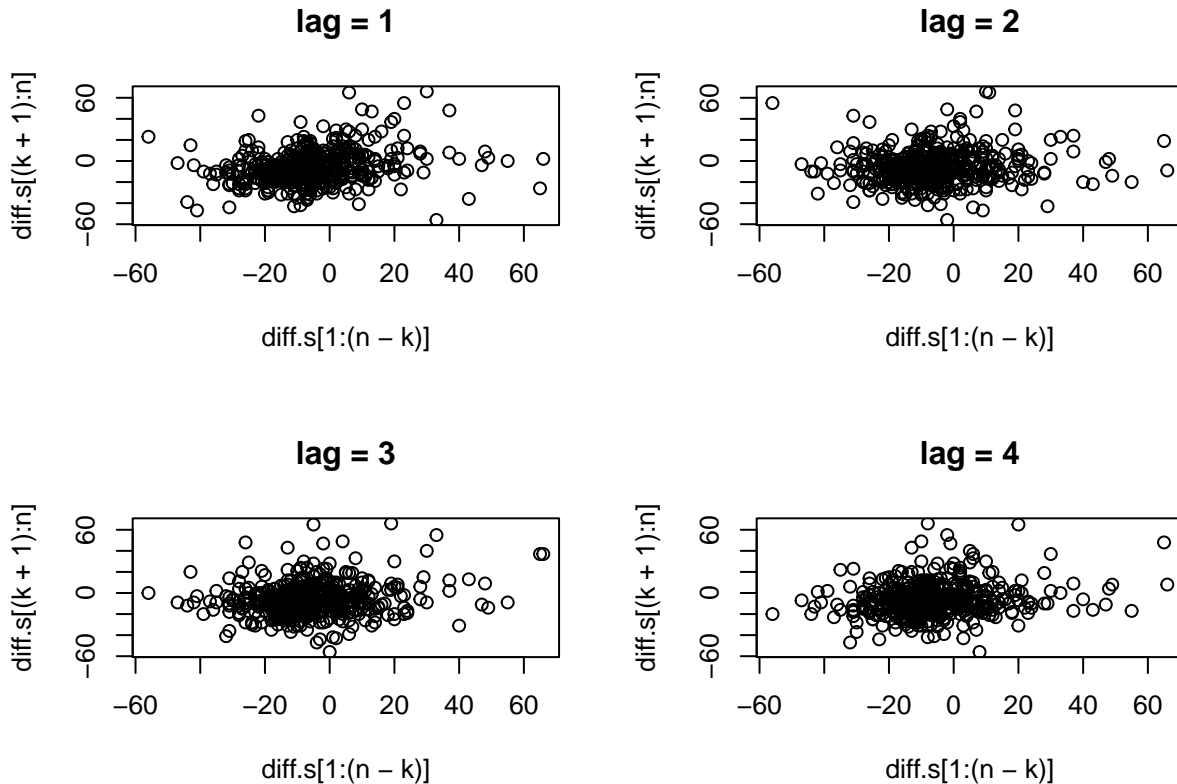 lag = 1
diff.s[(k + 1):n]
−60 0 60
−60 −20 0 20 40 60
diff.s[1:(n − k)]
lag = 2
diff.s[(k + 1):n]
−60 0 60
−60 −20 0 20 40 60
diff.s[1:(n − k)]
lag = 3
diff.s[(k + 1):n]
−60 0 60
−60 −20 0 20 40 60
diff.s[1:(n − k)]
lag = 4
diff.s[(k + 1):n]
−60 0 60
−60 −20 0 20 40 60
diff.s[1:(n − k)]